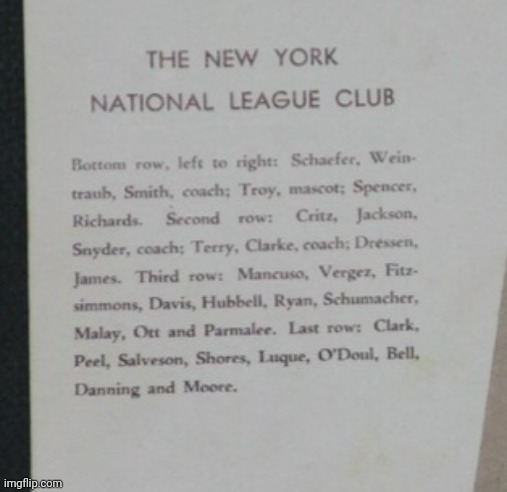 THE NEW YORK
NATIONAL LEAGUE CLUB
Bottom row, left to right: Schaefer, Wein-
traub, Smith, coach; Troy, mascot; Spencer,
Richards. Second row: Critz, Jackson,
Snyder, coach; Terry, Clarke, coach; Dressen,
James. Third row: Mancuso, Vergez, Fitz-
simmons, Davis, Hubbell, Ryan, Schumacher,
Malay, Ott and Parmalee. Last row: Clark,
Peel, Salveson, Shores, Luque, O'Doul, Bell,
Danning and Moore.
imgflip.com